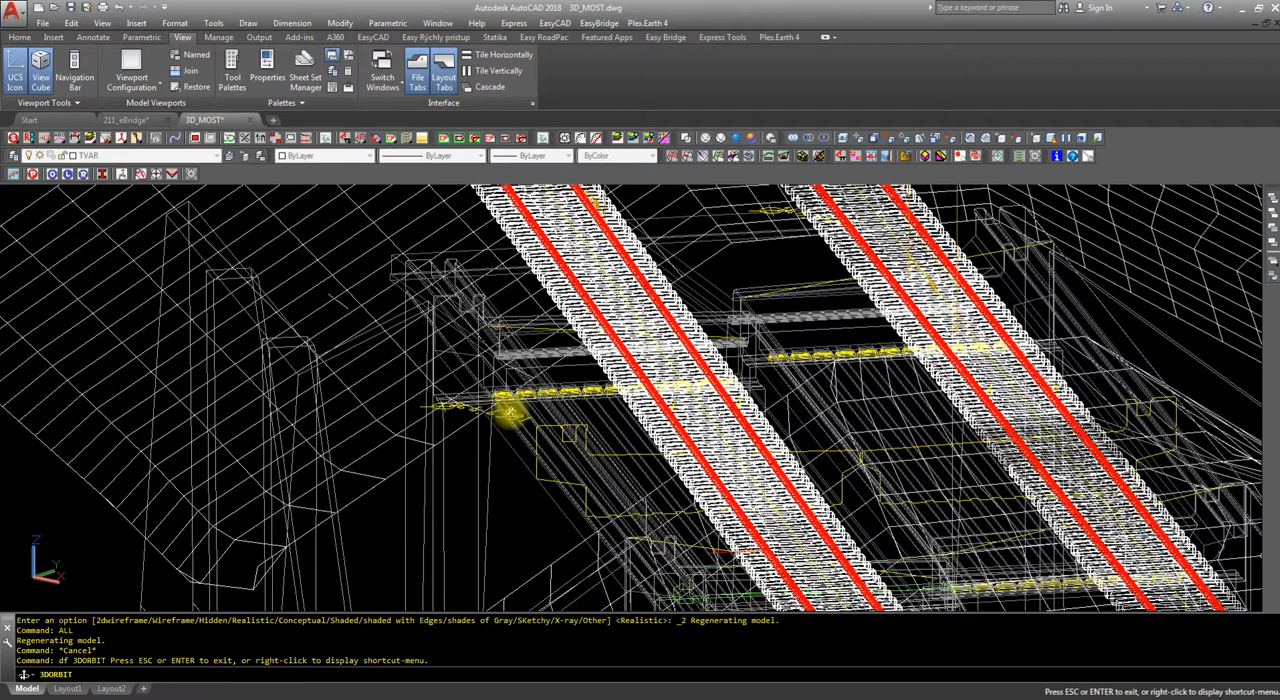 Autodesk AutoCAD 2018   3D_MOST.dwg
Type a keyword or phrase
Sign In
File Edit View Insert Format Tools Draw Dimension Modify Parametric Window Help Express EasyCAD EasyBridge Plex.Earth 4
Home Insert Annotate Parametric View Manage Output Add-ins A360 EasyCAD Easy Rýchly pristup Statika Easy RoadPac Featured Apps Easy Bridge Express Tools Plex.Earth 4
UCS Icon
View Cube
Navigation Bar
Viewport Configuration
Named
Join
Restore
Tool Palettes
Properties
Sheet Set Manager
Switch Windows
File Tabs
Layout Tabs
Tile Horizontally
Tile Vertically
Cascade
Viewport Tools Model Viewports Palettes Interface
Start 211_eBridge* 3D_MOST*
TVAR ByLayer ByLayer ByLayer ByColor
Z
Y
X
Enter an option [2dwireframe/Wireframe/Hidden/Realistic/Conceptual/Shaded/shaded with Edges/shades of Gray/SKetchy/X-ray/Other] <Realistic>: _2 Regenerating model.
Command: ALL
Regenerating model.
Command: *Cancel*
Command: df 3DORBIT Press ESC or ENTER to exit, or right-click to display shortcut-menu.
3DORBIT
Model Layout1 Layout2 +
Press ESC or ENTER to exit, or right-click to display shortcut-menu.